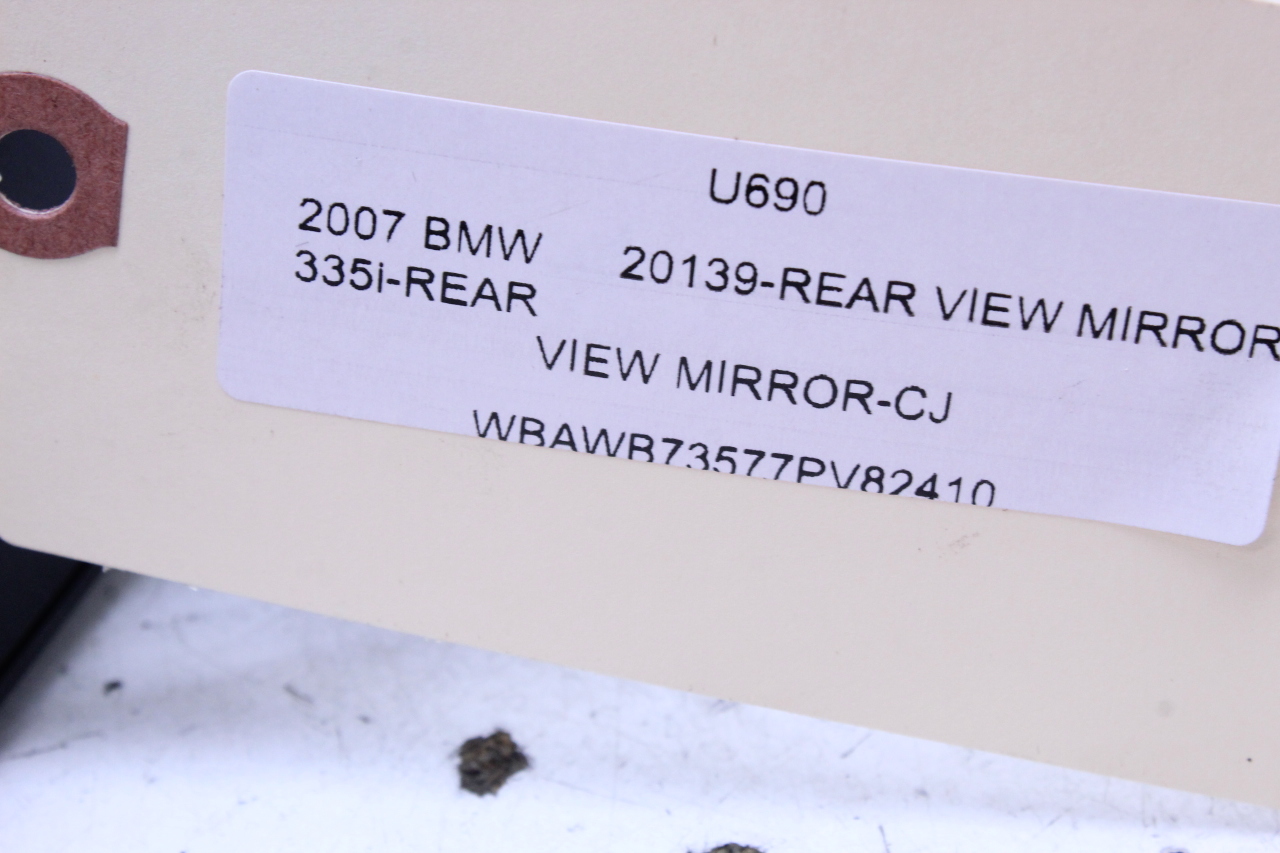 U690
2007 BMW 20139-REAR VIEW MIRROR
335i-REAR
VIEW MIRROR-CJ
WBAWB73577PV82410